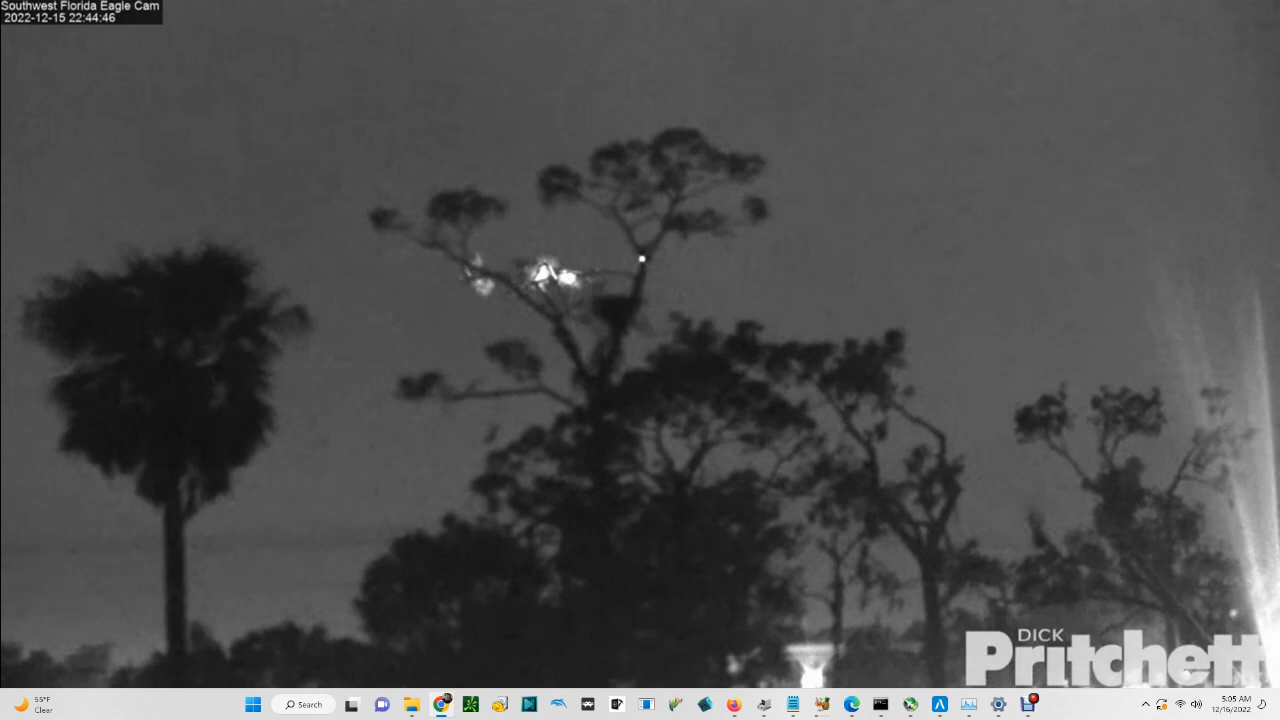 Southwest Florida Eagle Cam
2022-12-15 22:44:46
DICK
Pritchett
55°F
Clear
Search
5:05 AM
12/16/2022